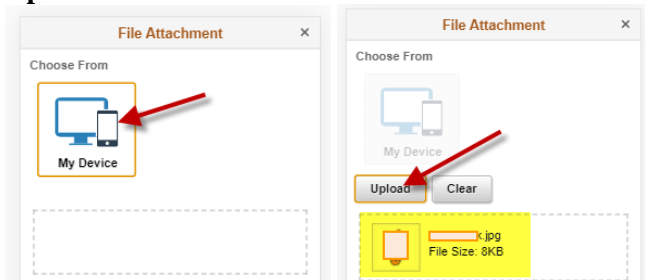 File Attachment ×
Choose From
My Device
File Attachment ×
Choose From
My Device
Upload Clear
k.jpg
File Size: 8KB